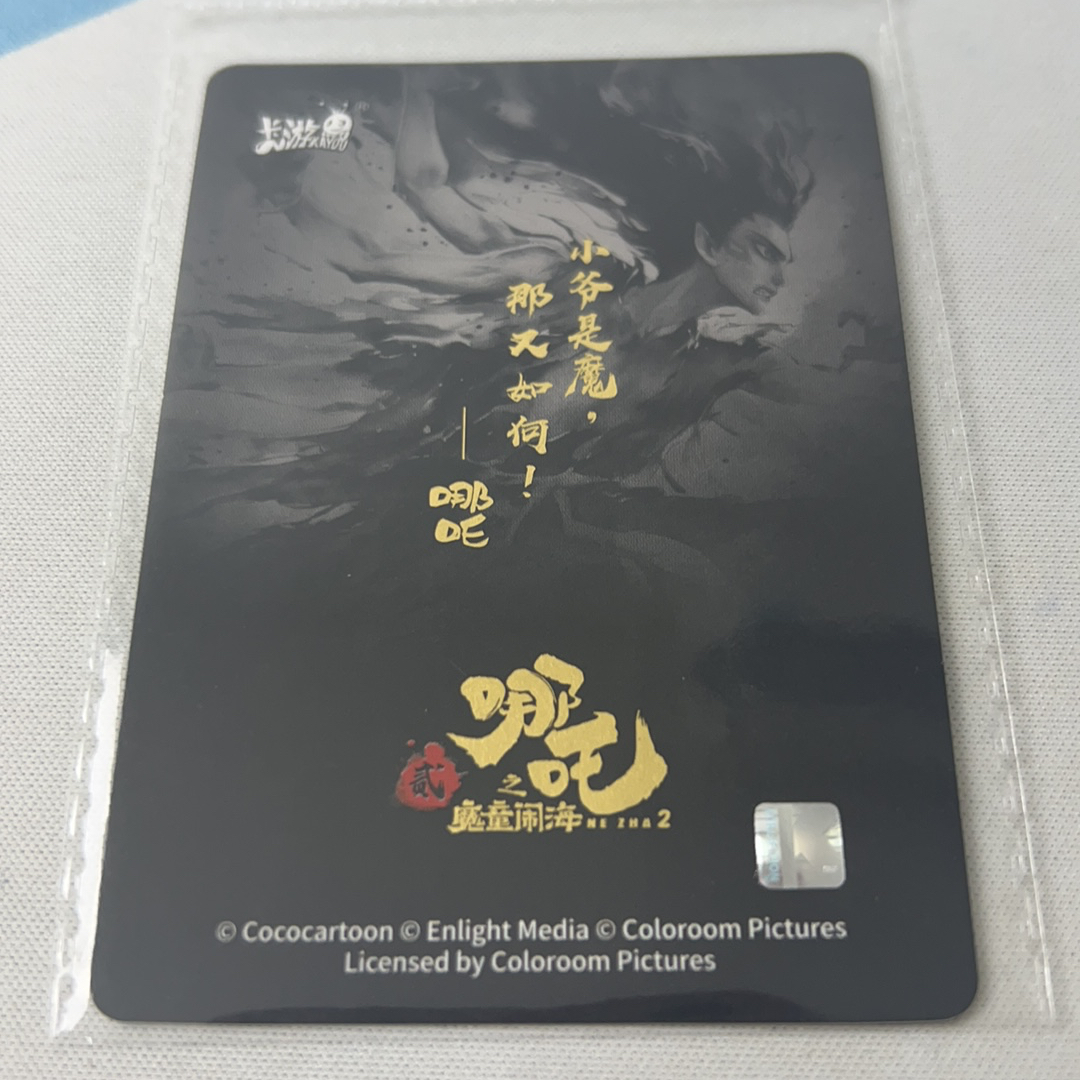 卡游 KAYOU
小爷是魔，
那又如何！
—哪吒
哪吒
之
贰
魔童闹海 NE ZHA 2
© Cococartoon © Enlight Media © Coloroom Pictures
Licensed by Coloroom Pictures